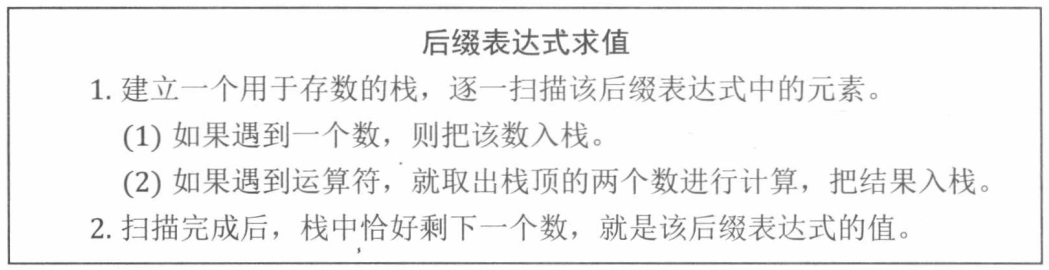 后缀表达式求值
1. 建立一个用于存数的栈，逐一扫描该后缀表达式中的元素。
(1) 如果遇到一个数，则把该数入栈。
(2) 如果遇到运算符，就取出栈顶的两个数进行计算，把结果入栈。
2. 扫描完成后，栈中恰好剩下一个数，就是该后缀表达式的值。